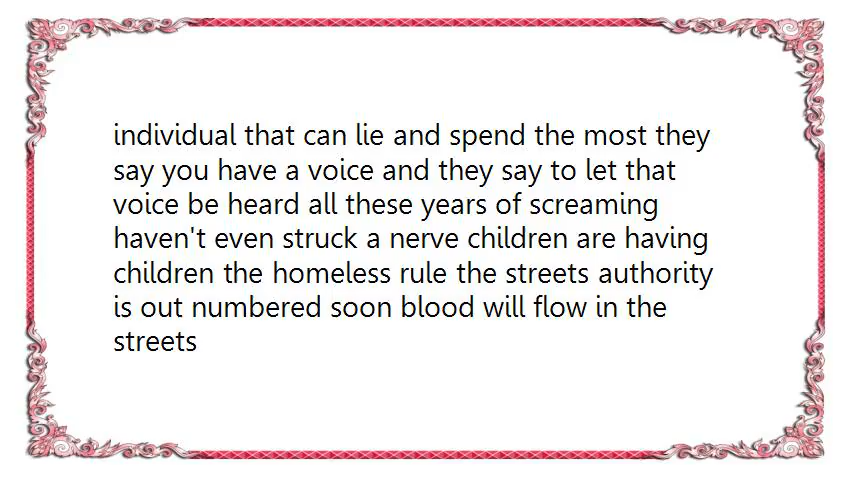 individual that can lie and spend the most they
say you have a voice and they say to let that
voice be heard all these years of screaming
haven't even struck a nerve children are having
children the homeless rule the streets authority
is out numbered soon blood will flow in the
streets